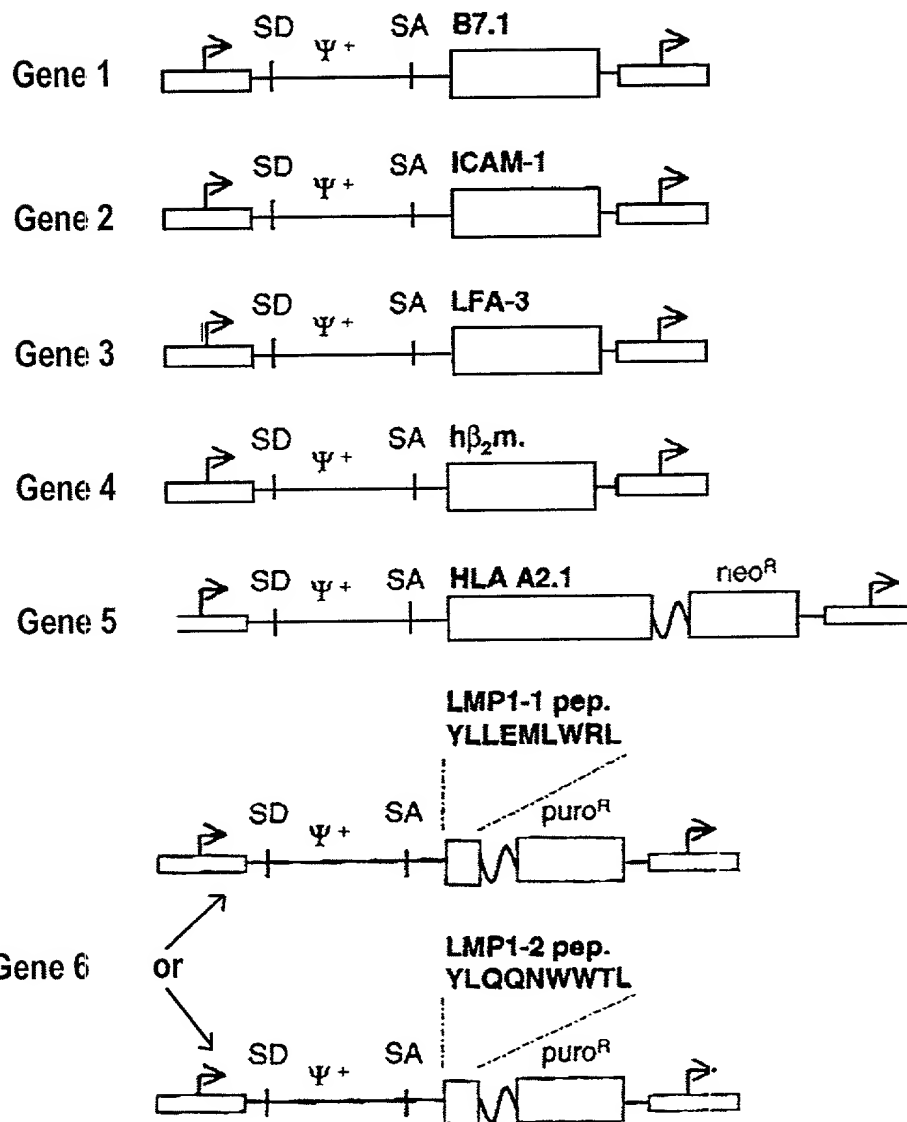 SD Ψ+ SA B7.1
Gene 1
SD Ψ+ SA ICAM-1
Gene 2
SD Ψ+ SA LFA-3
Gene 3
SD Ψ+ SA hβ₂m.
Gene 4
SD Ψ+ SA HLA A2.1 neoᴿ
Gene 5
LMP1-1 pep.
YLLEMLWRL
SD Ψ+ SA puroᴿ
Gene 6 or
LMP1-2 pep.
YLQQNWWTL
SD Ψ+ SA puroᴿ